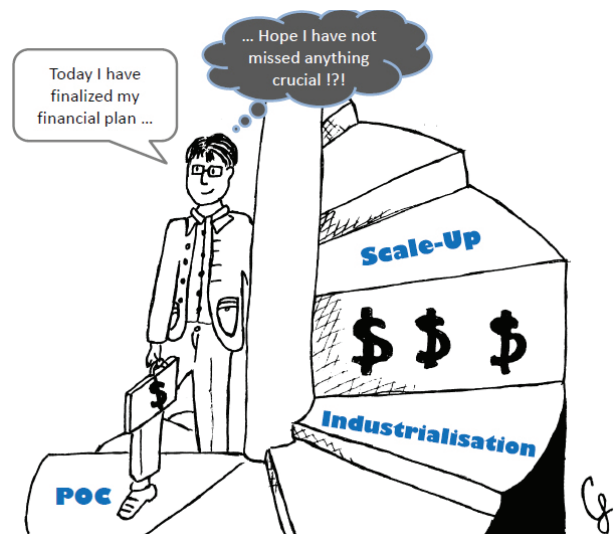 ... Hope I have not
missed anything
crucial !?!
Today I have
finalized my
financial plan ...
Scale-Up
$ $ $
Industrialisation
$
POC